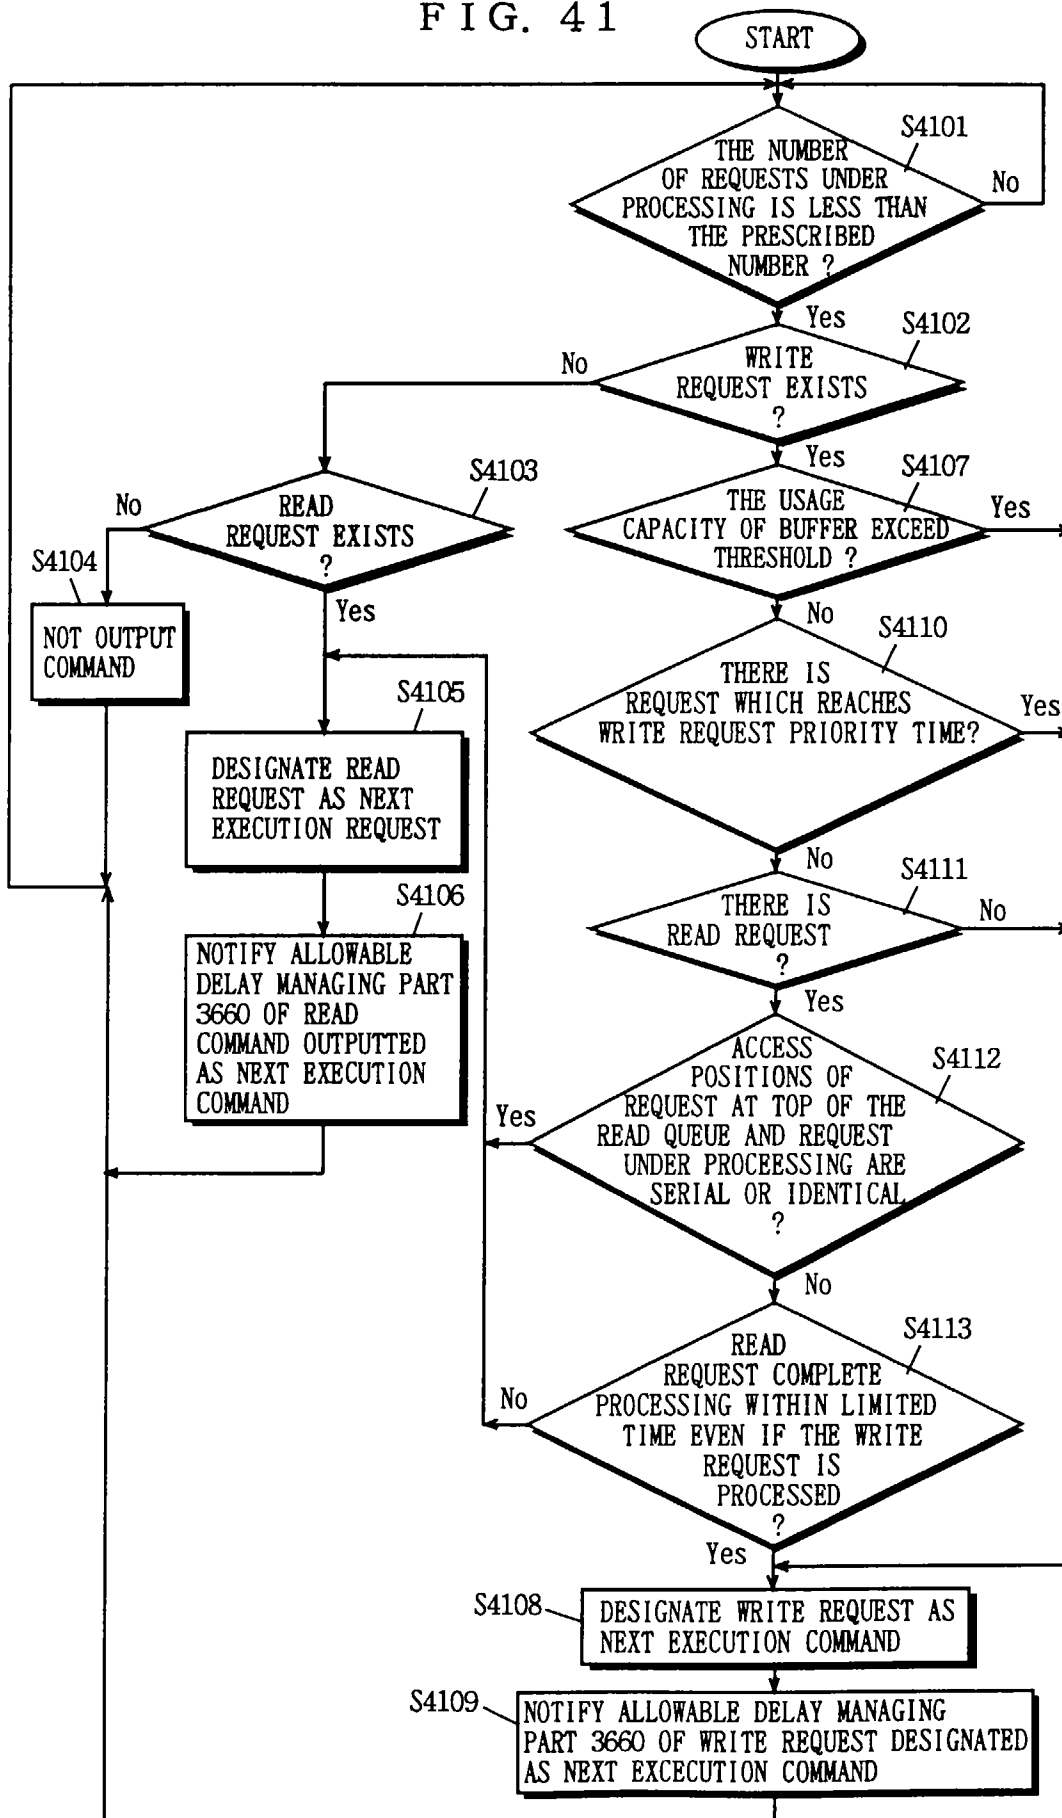 FIG. 41
START
S4101
THE NUMBER
OF REQUESTS UNDER
PROCESSING IS LESS THAN
THE PRESCRIBED
NUMBER ?
No
Yes
S4102
WRITE
REQUEST EXISTS
?
No
Yes
S4103
READ
REQUEST EXISTS
?
No
Yes
S4104
NOT OUTPUT
COMMAND
S4107
THE USAGE
CAPACITY OF BUFFER EXCEED
THRESHOLD ?
Yes
No
S4110
THERE IS
REQUEST WHICH REACHES
WRITE REQUEST PRIORITY TIME?
Yes
No
S4105
DESIGNATE READ
REQUEST AS NEXT
EXECUTION REQUEST
S4106
NOTIFY ALLOWABLE
DELAY MANAGING PART
3660 OF READ
COMMAND OUTPUTTED
AS NEXT EXECUTION
COMMAND
S4111
THERE IS
READ REQUEST
?
No
Yes
S4112
ACCESS
POSITIONS OF
REQUEST AT TOP OF THE
READ QUEUE AND REQUEST
UNDER PROCEESSING ARE
SERIAL OR IDENTICAL
?
Yes
No
S4113
READ
REQUEST COMPLETE
PROCESSING WITHIN LIMITED
TIME EVEN IF THE WRITE
REQUEST IS
PROCESSED
?
No
Yes
S4108
DESIGNATE WRITE REQUEST AS
NEXT EXECUTION COMMAND
S4109
NOTIFY ALLOWABLE DELAY MANAGING
PART 3660 OF WRITE REQUEST DESIGNATED
AS NEXT EXCECUTION COMMAND